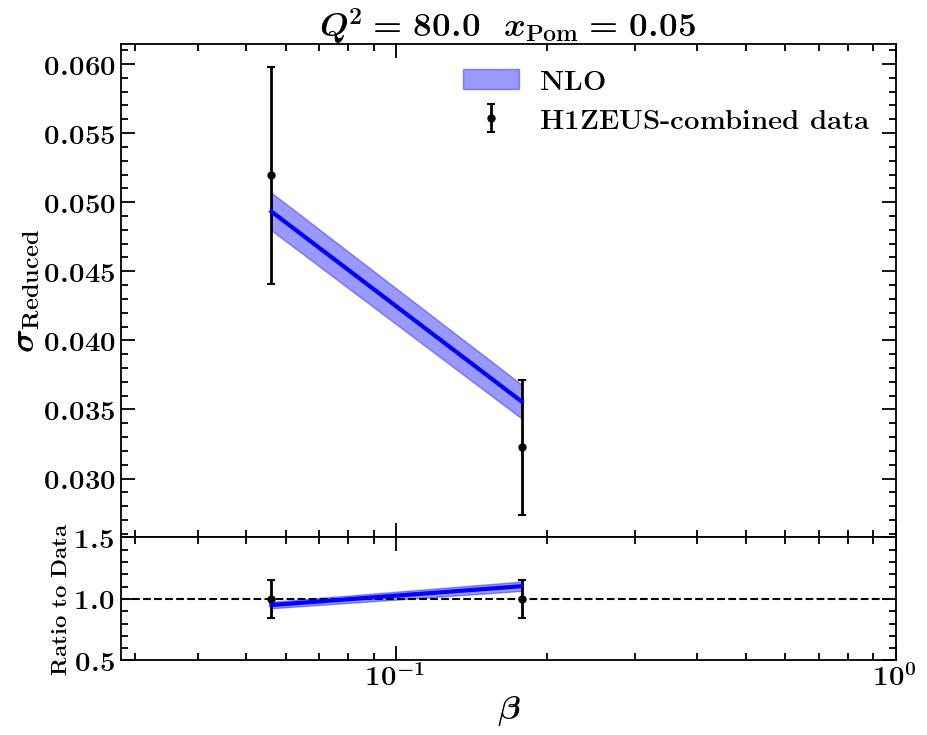 Q² = 80.0 x_Pom = 0.05
NLO
H1ZEUS-combined data
σ_Reduced
0.060
0.055
0.050
0.045
0.040
0.035
0.030
Ratio to Data
1.5
1.0
0.5
10⁻¹
10⁰
β